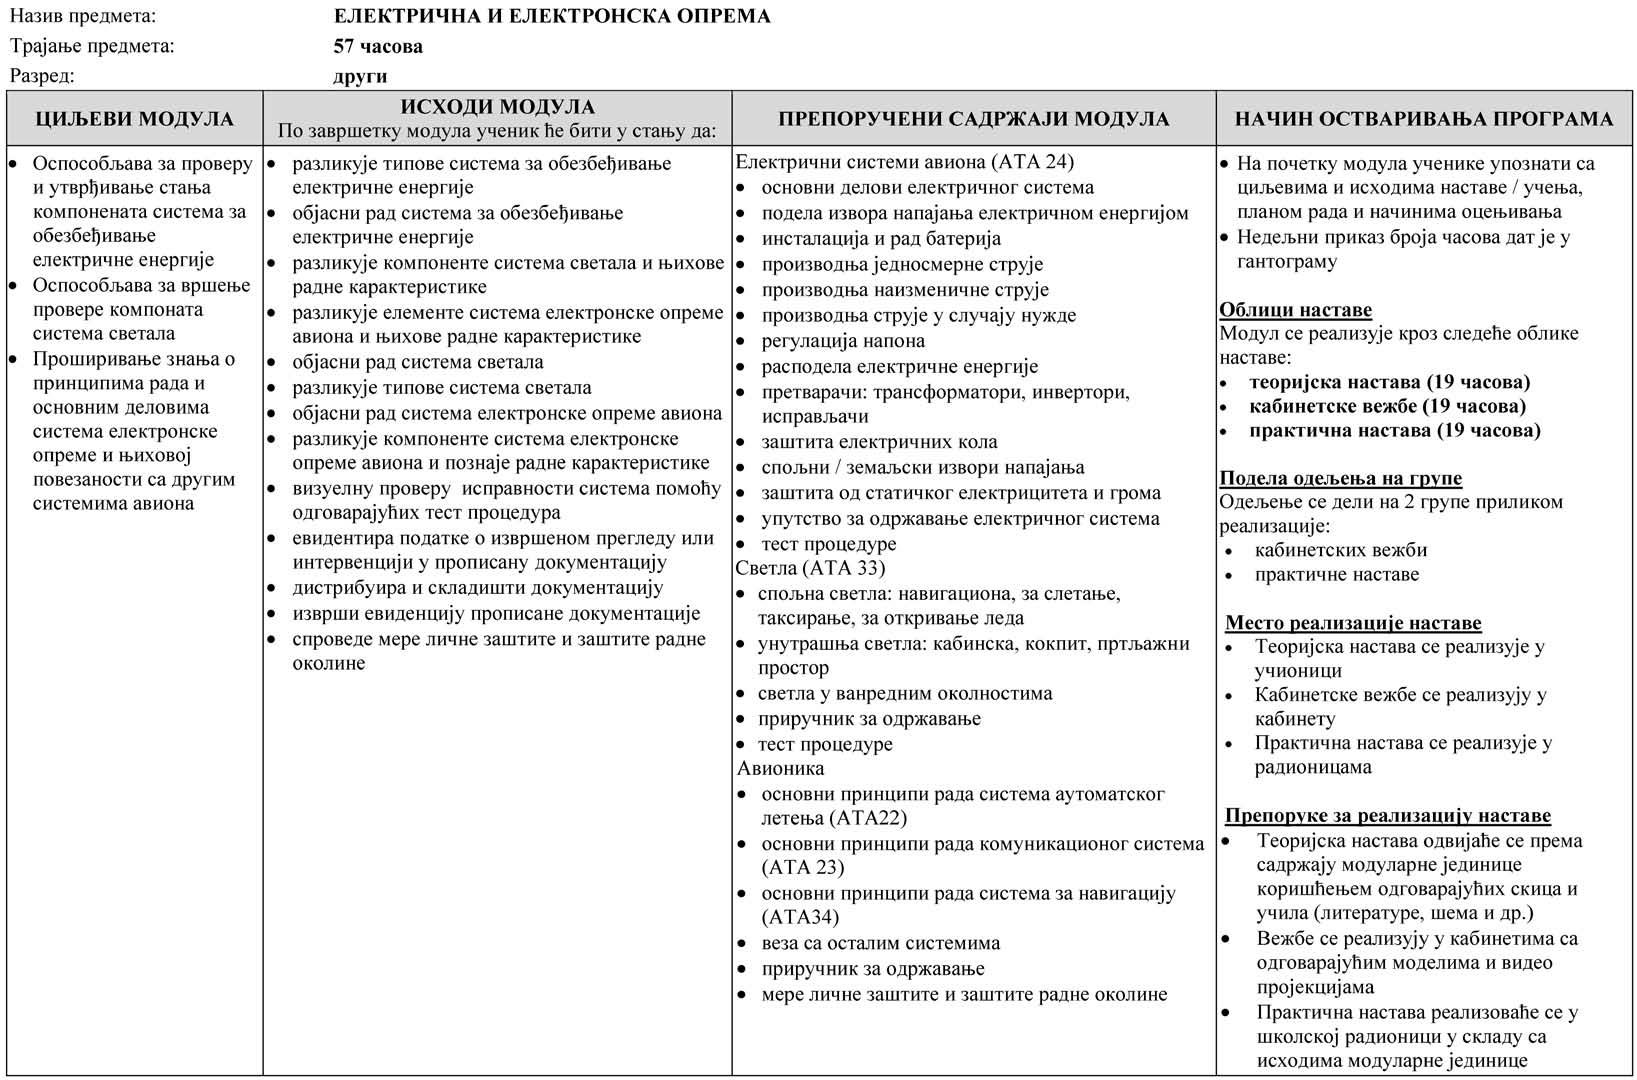 Назив предмета: ЕЛЕКТРИЧНА И ЕЛЕКТРОНСКА ОПРЕМА
Трајање предмета: 57 часова
Разред: други
ЦИЉЕВИ МОДУЛА
• Оспособљава за проверу
и утврђивање стања
компонената система за
обезбеђивање
електричне енергије
• Оспособљава за вршење
провере компоната
система светала
• Проширивање знања о
принципима рада и
основним деловима
система електронске
опреме и њиховој
повезаности са другим
системима авиона
ИСХОДИ МОДУЛА
По завршетку модула ученик ће бити у стању да:
• разликује типове система за обезбеђивање
електричне енергије
• објасни рад система за обезбеђивање
електричне енергије
• разликује компоненте система светала и њихове
радне карактеристике
• разликује елементе система електронске опреме
авиона и њихове радне карактеристике
• објасни рад система светала
• разликује типове система светала
• објасни рад система електронске опреме авиона
• разликује компоненте система електронске
опреме авиона и познаје радне карактеристике
• визуелну проверу исправности система помоћу
одговарајућих тест процедура
• евидентира податке о извршеном прегледу или
интервенцији у прописану документацију
• дистрибуира и складишти документацију
• изврши евиденцију прописане документације
• спроведе мере личне заштите и заштите радне
околине
ПРЕПОРУЧЕНИ САДРЖАЈИ МОДУЛА
Електрични системи авиона (АТА 24)
• основни делови електричног система
• подела извора напајања електричном енергијом
• инсталација и рад батерија
• производња једносмерне струје
• производња наизменичне струје
• производња струје у случају нужде
• регулација напона
• расподела електричне енергије
• претварачи: трансформатори, инвертори,
исправљачи
• заштита електричних кола
• спољни / земаљски извори напајања
• заштита од статичког електрицитета и грома
• упутство за одржавање електричног система
• тест процедуре
Светла (АТА 33)
• спољна светла: навигациона, за слетање,
таксирање, за откривање леда
• унутрашња светла: кабинска, кокпит, пртљажни
простор
• светла у ванредним околностима
• приручник за одржавање
• тест процедуре
Авионика
• основни принципи рада система аутоматског
летења (АТА22)
• основни принципи рада комуникационог система
(АТА 23)
• основни принципи рада система за навигацију
(АТА34)
• веза са осталим системима
• приручник за одржавање
• мере личне заштите и заштите радне околине
НАЧИН ОСТВАРИВАЊА ПРОГРАМА
• На почетку модула ученике упознати са
циљевима и исходима наставе / учења,
планом рада и начинима оцењивања
• Недељни приказ броја часова дат је у
гантограму
Облици наставе
Модул се реализује кроз следеће облике
наставе:
• теоријска настава (19 часова)
• кабинетске вежбе (19 часова)
• практична настава (19 часова)
Подела одељења на групе
Одељење се дели на 2 групе приликом
реализације:
• кабинетских вежби
• практичне наставе
Место реализације наставе
• Теоријска настава се реализује у
учионици
• Кабинетске вежбе се реализују у
кабинету
• Практична настава се реализује у
радионицама
Препоруке за реализацију наставе
• Теоријска настава одвијаће се према
садржају модуларне јединице
коришћењем одговарајућих скица и
учила (литературе, шема и др.)
• Вежбе се реализују у кабинетима са
одговарајућим моделима и видео
пројекцијама
• Практична настава реализоваће се у
школској радионици у складу са
исходима модуларне јединице